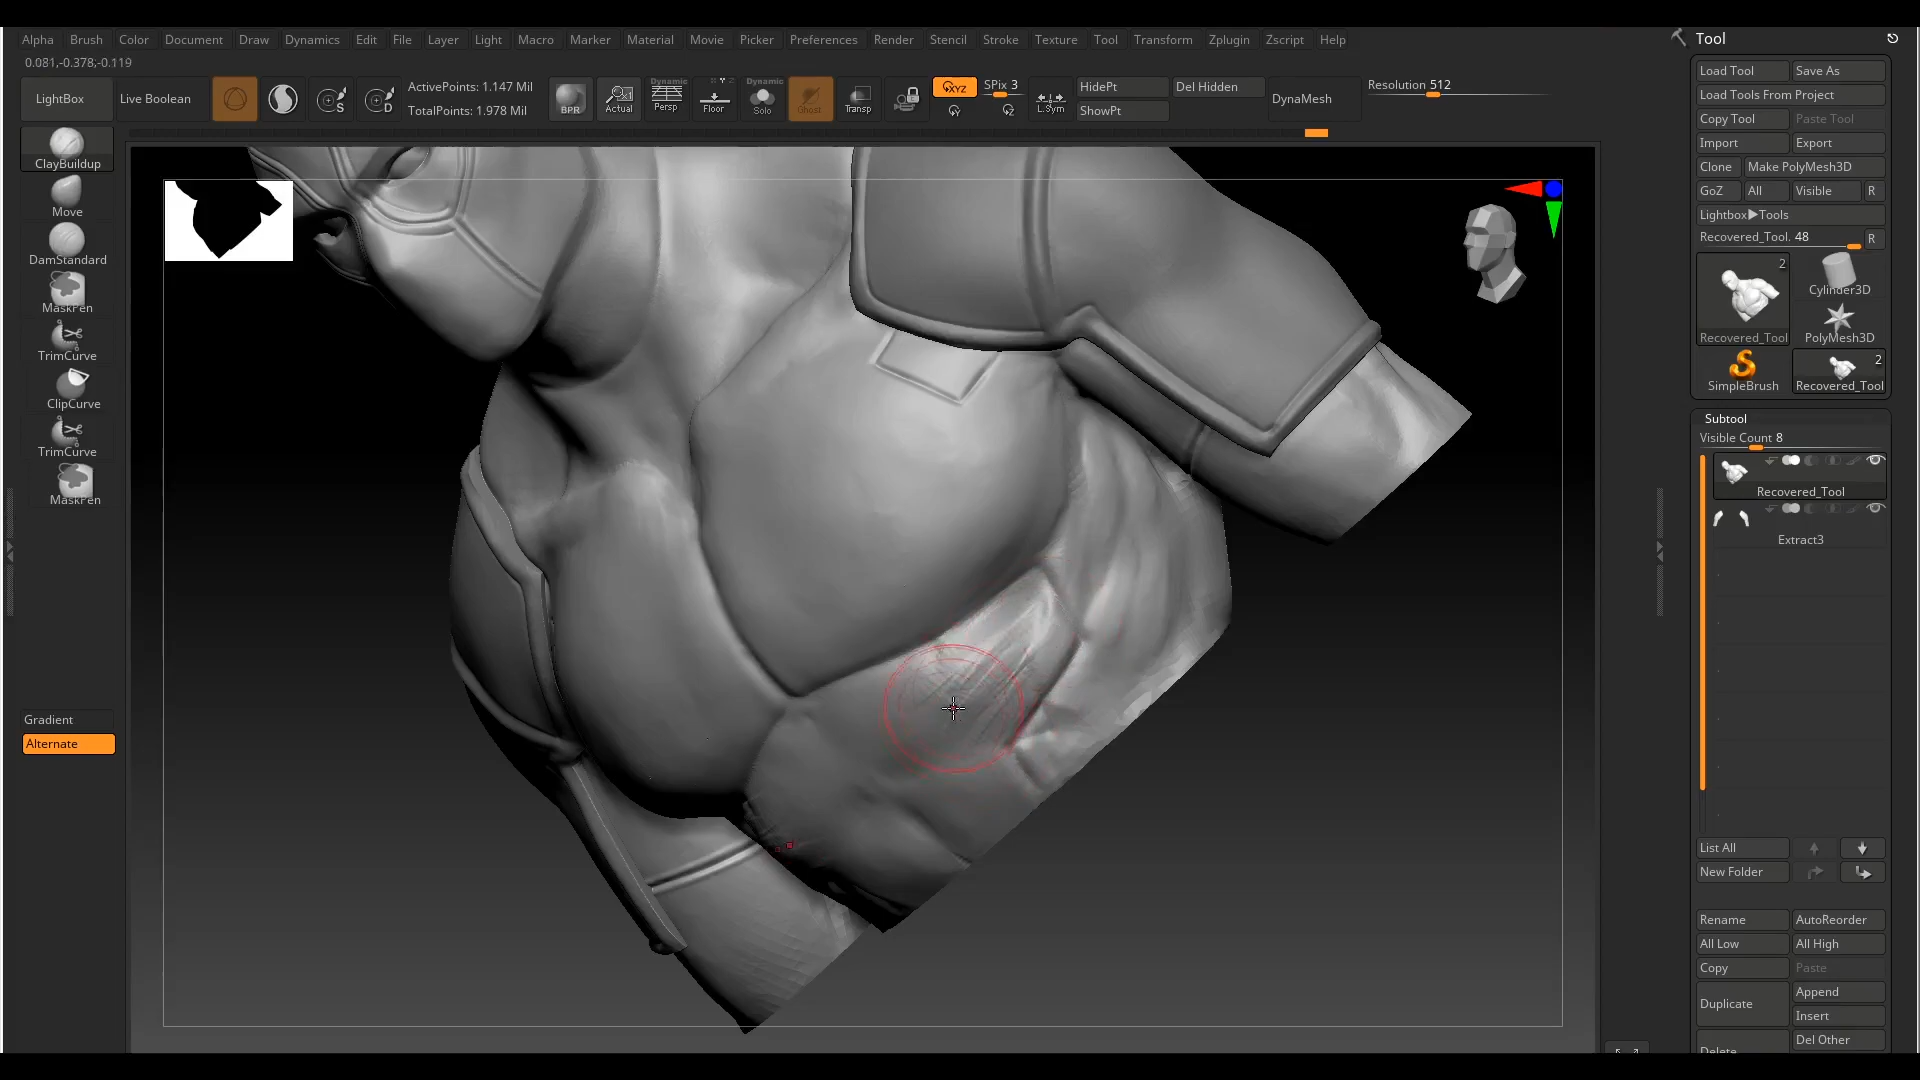 Alpha Brush Color Document Draw Dynamics Edit File Layer Light Macro Marker Material Movie Picker Preferences Render Stencil Stroke Texture Tool Transform Zplugin Zscript Help
0.081,-0.378,-0.119
LightBox
Live Boolean
S
D
ActivePoints: 1.147 Mil
TotalPoints: 1.978 Mil
BPR
Actual
Dynamic
Persp
Floor
Dynamic
Solo
Ghost
Transp
XYZ
Y
Z
SPix 3
L.Sym
HidePt
ShowPt
Del Hidden
DynaMesh
Resolution 512
ClayBuildup
Move
DamStandard
MaskPen
TrimCurve
ClipCurve
TrimCurve
MaskPen
Gradient
Alternate
Tool
Load Tool Save As
Load Tools From Project
Copy Tool Paste Tool
Import Export
Clone Make PolyMesh3D
GoZ All Visible R
Lightbox▶Tools
Recovered_Tool. 48 R
2
Recovered_Tool
Cylinder3D
PolyMesh3D
SimpleBrush
2
Recovered_Tool
Subtool
Visible Count 8
Recovered_Tool
Extract3
List All
New Folder
Rename AutoReorder
All Low All High
Copy Paste
Duplicate
Append
Insert
Delete
Del Other